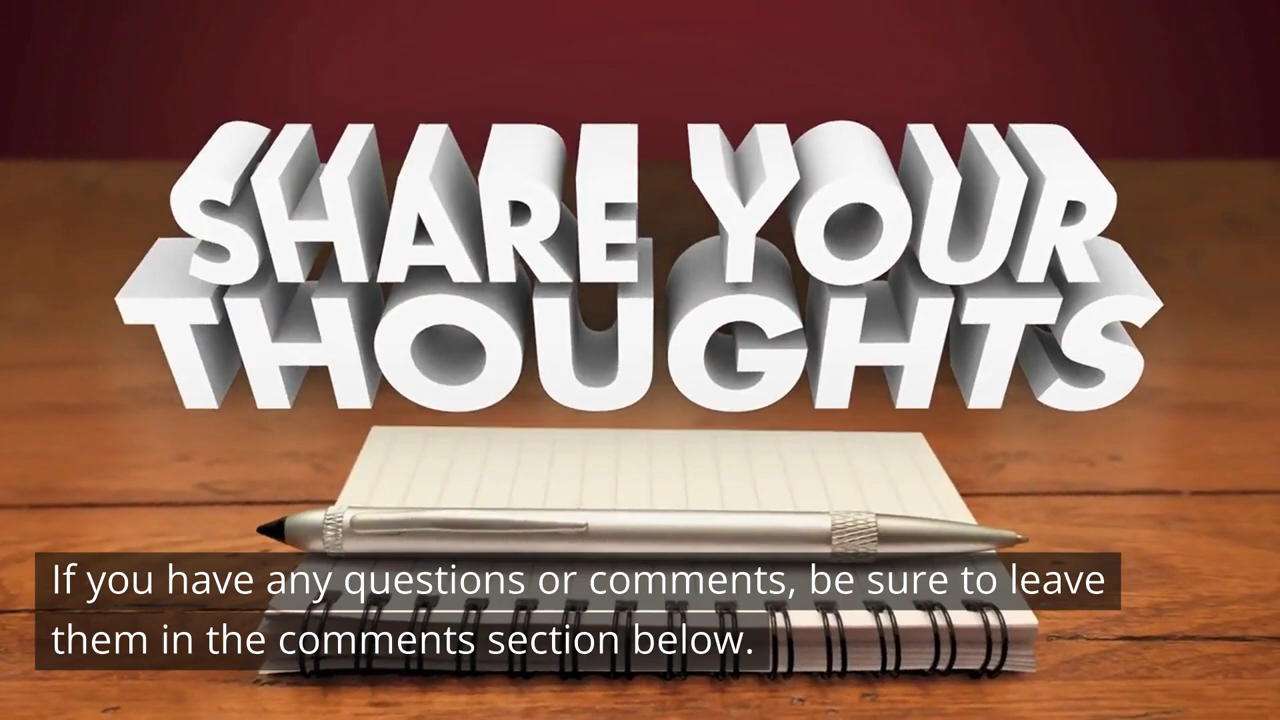 SHARE YOUR
THOUGHTS
If you have any questions or comments, be sure to leave
them in the comments section below.